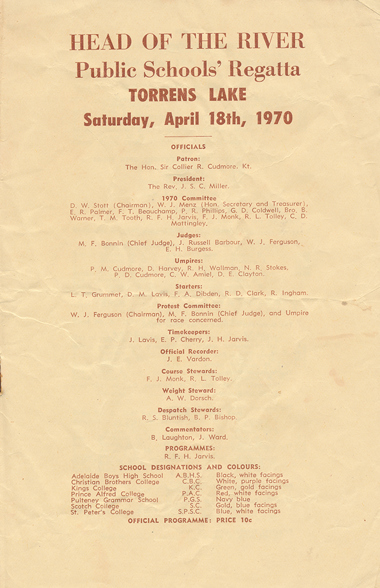 HEAD OF THE RIVER
Public Schools' Regatta
TORRENS LAKE
Saturday, April 18th, 1970
OFFICIALS
Patron:
The Hon. Sir Collier R. Cudmore, Kt.
President:
The Rev. J. S. C. Miller.
1970 Committee
D. W. Stott (Chairman), W. J. Menz (Hon. Secretary and Treasurer),
E. R. Palmer, F. T. Beauchamp, P. R. Phillips, G. D. Coldwell, Bro. B.
Warner, T. M. Tooth, R. F. H. Jarvis, F. J. Monk, R. L. Tolley, C. D.
Mattingley.
Judges:
M. F. Bonnin (Chief Judge), J. Russell Barbour, W. J. Ferguson,
E. H. Burgess.
Umpires:
P. M. Cudmore, D. Harvey, R. H. Wallman, N. R. Stokes,
P. D. Cudmore, C. W. Amiel, D. E. Clayton.
Starters:
L. T. Grummet, D. M. Lavis, F. A. Dibden, R. D. Clark, R. Ingham.
Protest Committee:
W. J. Ferguson (Chairman), M. F. Bonnin (Chief Judge), and Umpire
for race concerned.
Timekeepers:
J. Lavis, E. P. Cherry, J. H. Jarvis.
Official Recorder:
J. E. Vardon.
Course Stewards:
F. J. Monk, R. L. Tolley.
Weight Steward:
A. W. Dorsch.
Despatch Stewards:
R. S. Bluntish, B. P. Bishop.
Commentators:
B. Laughton, J. Ward.
PROGRAMMES:
R. F. H. Jarvis.
SCHOOL DESIGNATIONS AND COLOURS:
Adelaide Boys High School A.B.H.S. Black, white facings
Christian Brothers College C.B.C. White, purple facings
Kings College K.C. Green, gold facings
Prince Alfred College P.A.C. Red, white facings
Pulteney Grammar School P.G.S. Navy blue
Scotch College S.C. Gold, blue facings
St. Peter's College S.P.S.C. Blue, white facings
OFFICIAL PROGRAMME: PRICE 10c